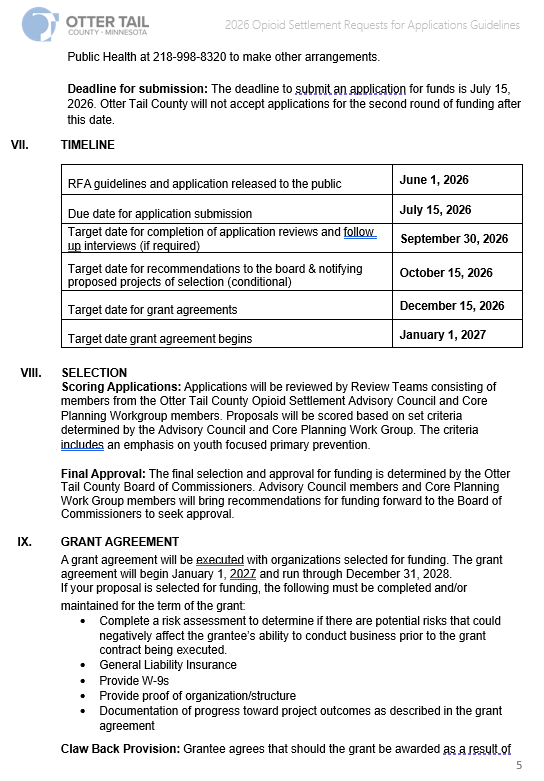 OTTER TAIL
COUNTY - MINNESOTA
2026 Opioid Settlement Requests for Applications Guidelines
Public Health at 218-998-8320 to make other arrangements.
Deadline for submission: The deadline to submit an application for funds is July 15,
2026. Otter Tail County will not accept applications for the second round of funding after
this date.
VII. TIMELINE
RFA guidelines and application released to the public June 1, 2026
Due date for application submission July 15, 2026
Target date for completion of application reviews and follow
up interviews (if required) September 30, 2026
Target date for recommendations to the board & notifying
proposed projects of selection (conditional) October 15, 2026
Target date for grant agreements December 15, 2026
Target date grant agreement begins January 1, 2027
VIII. SELECTION
Scoring Applications: Applications will be reviewed by Review Teams consisting of
members from the Otter Tail County Opioid Settlement Advisory Council and Core
Planning Workgroup members. Proposals will be scored based on set criteria
determined by the Advisory Council and Core Planning Work Group. The criteria
includes an emphasis on youth focused primary prevention.
Final Approval: The final selection and approval for funding is determined by the Otter
Tail County Board of Commissioners. Advisory Council members and Core Planning
Work Group members will bring recommendations for funding forward to the Board of
Commissioners to seek approval.
IX. GRANT AGREEMENT
A grant agreement will be executed with organizations selected for funding. The grant
agreement will begin January 1, 2027 and run through December 31, 2028.
If your proposal is selected for funding, the following must be completed and/or
maintained for the term of the grant:
• Complete a risk assessment to determine if there are potential risks that could
negatively affect the grantee's ability to conduct business prior to the grant
contract being executed.
• General Liability Insurance
• Provide W-9s
• Provide proof of organization/structure
• Documentation of progress toward project outcomes as described in the grant
agreement
Claw Back Provision: Grantee agrees that should the grant be awarded as a result of
5